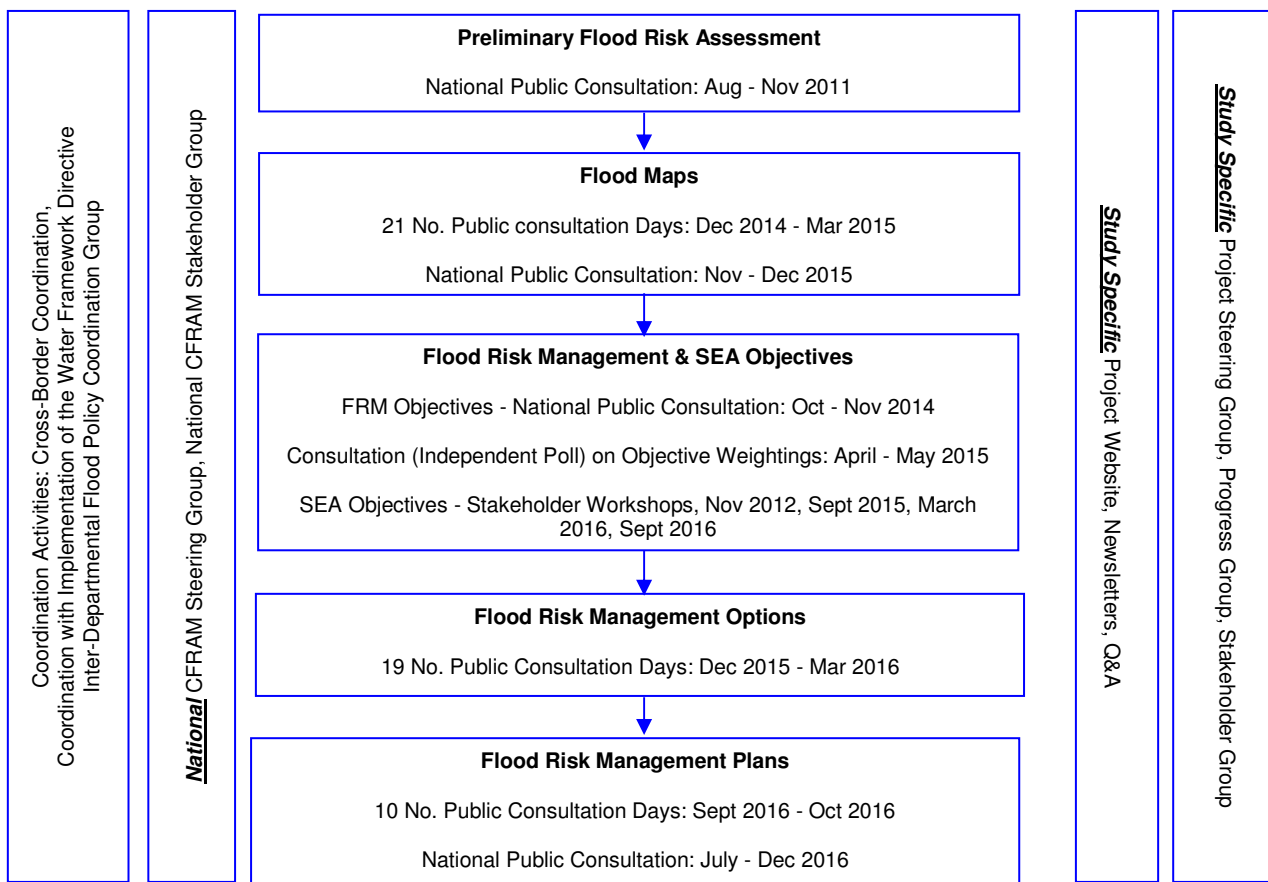 Coordination Activities: Cross-Border Coordination,
Coordination with Implementation of the Water Framework Directive
Inter-Departmental Flood Policy Coordination Group
National CFRAM Steering Group, National CFRAM Stakeholder Group
Preliminary Flood Risk Assessment
National Public Consultation: Aug - Nov 2011
Flood Maps
21 No. Public consultation Days: Dec 2014 - Mar 2015
National Public Consultation: Nov - Dec 2015
Flood Risk Management & SEA Objectives
FRM Objectives - National Public Consultation: Oct - Nov 2014
Consultation (Independent Poll) on Objective Weightings: April - May 2015
SEA Objectives - Stakeholder Workshops, Nov 2012, Sept 2015, March
2016, Sept 2016
Flood Risk Management Options
19 No. Public Consultation Days: Dec 2015 - Mar 2016
Flood Risk Management Plans
10 No. Public Consultation Days: Sept 2016 - Oct 2016
National Public Consultation: July - Dec 2016
Study Specific Project Website, Newsletters, Q&A
Study Specific Project Steering Group, Progress Group, Stakeholder Group